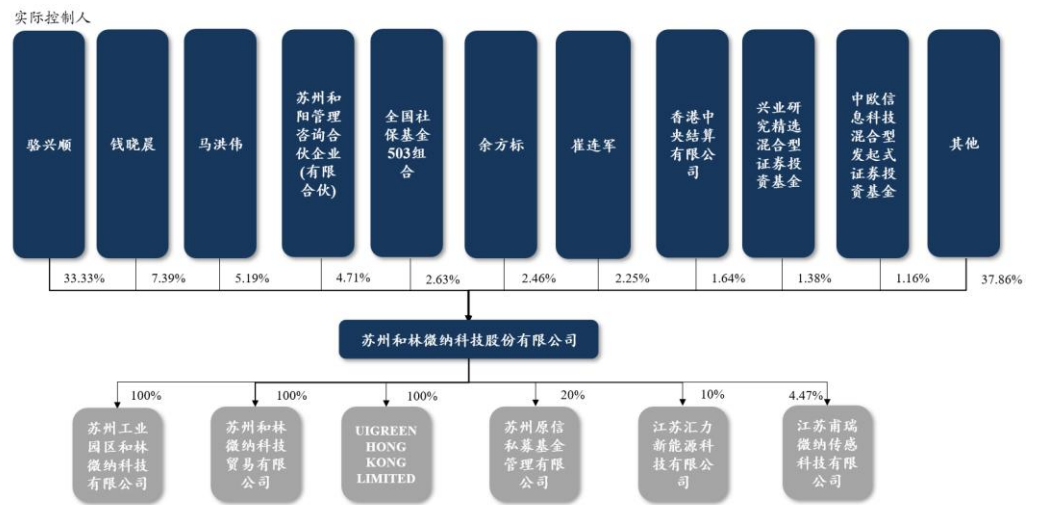 实际控制人
骆兴顺
钱晓晨
马洪伟
苏州和
阳管理
咨询合
伙企业
(有限
合伙)
全国社
保基金
503组
合
余方标
崔连军
香港中
央结算
有限公
司
兴业研
究精选
混合型
证券投
资基金
中欧信
息科技
混合型
发起式
证券投
资基金
其他
33.33%
7.39%
5.19%
4.71%
2.63%
2.46%
2.25%
1.64%
1.38%
1.16%
37.86%
苏州和林微纳科技股份有限公司
100%
100%
100%
20%
10%
4.47%
苏州工业
园区和林
微纳科技
有限公司
苏州和林
微纳科技
贸易有限
公司
UIGREEN
HONG
KONG
LIMITED
苏州原信
私募基金
管理有限
公司
江苏汇力
新能源科
技有限公
司
江苏甫瑞
微纳传感
科技有限
公司